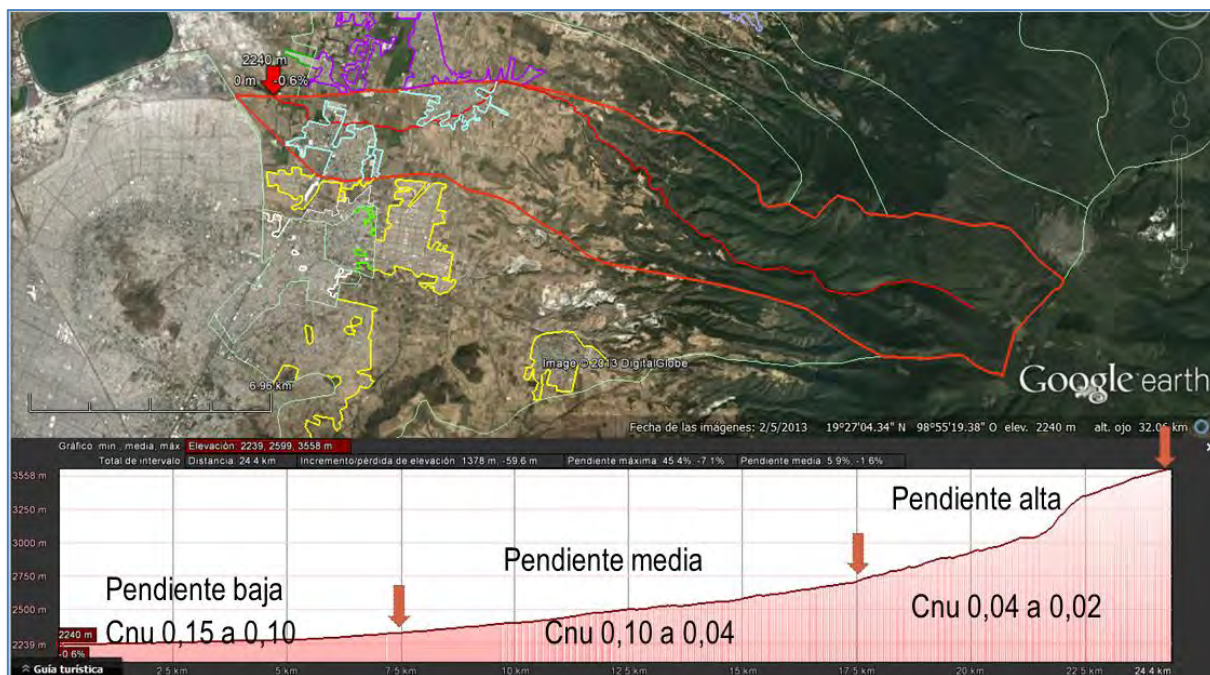 2240 m
0 m -0.6%
Image © 2013 DigitalGlobe
6.96 km
Google earth
Fecha de las imágenes: 2/5/2013 19°27'04.34" N 98°55'19.38" O elev. 2240 m alt. ojo 32.06 km
Gráfico min., media, máx Elevación: 2239, 2599, 3558 m
Total de intervalo Distancia: 24.4 km Incremento/pérdida de elevación: 1378 m, -59.6 m Pendiente máxima: 45.4%, -7.1% Pendiente media: 5.9%, -1.6%
3558 m
3250 m
3000 m
2750 m
2500 m
2240 m
2239 m
-0.6%
Pendiente baja
Cnu 0,15 a 0,10
Pendiente media
Cnu 0,10 a 0,04
Pendiente alta
Cnu 0,04 a 0,02
Guía turística
2.5 km 5 km 7.5 km 10 km 12.5 km 15 km 17.5 km 20 km 22.5 km 24.4 km